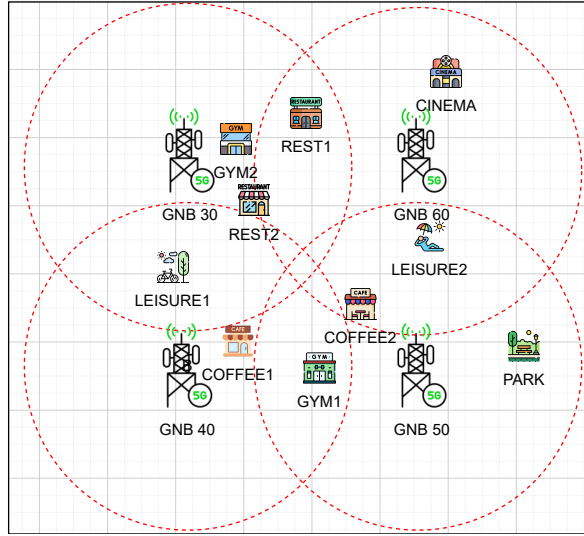 CINEMA
CINEMA
RESTAURANT
REST1
GYM
GYM2
5G
GNB 30
5G
GNB 60
RESTAURANT
REST2
LEISURE2
LEISURE1
CAFE
COFFEE2
CAFE
COFFEE1
GYM
GYM1
PARK
5G
GNB 40
5G
GNB 50